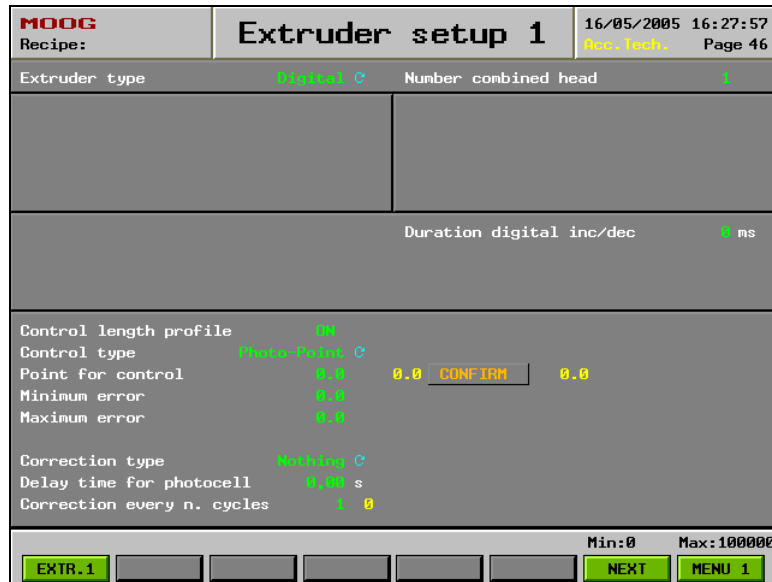 MOOG
Recipe:
Extruder setup 1
16/05/2005 16:27:57
Acc.Tech. Page 46
Extruder type Digital
Number combined head 1
Duration digital inc/dec 0 ms
Control length profile ON
Control type Photo-Point
Point for control 0.0 0.0 CONFIRM 0.0
Minimum error 0.0
Maximum error 0.0
Correction type Nothing
Delay time for photocell 0,00 s
Correction every n. cycles 1 0
Min:0 Max:100000
EXTR.1 NEXT MENU 1